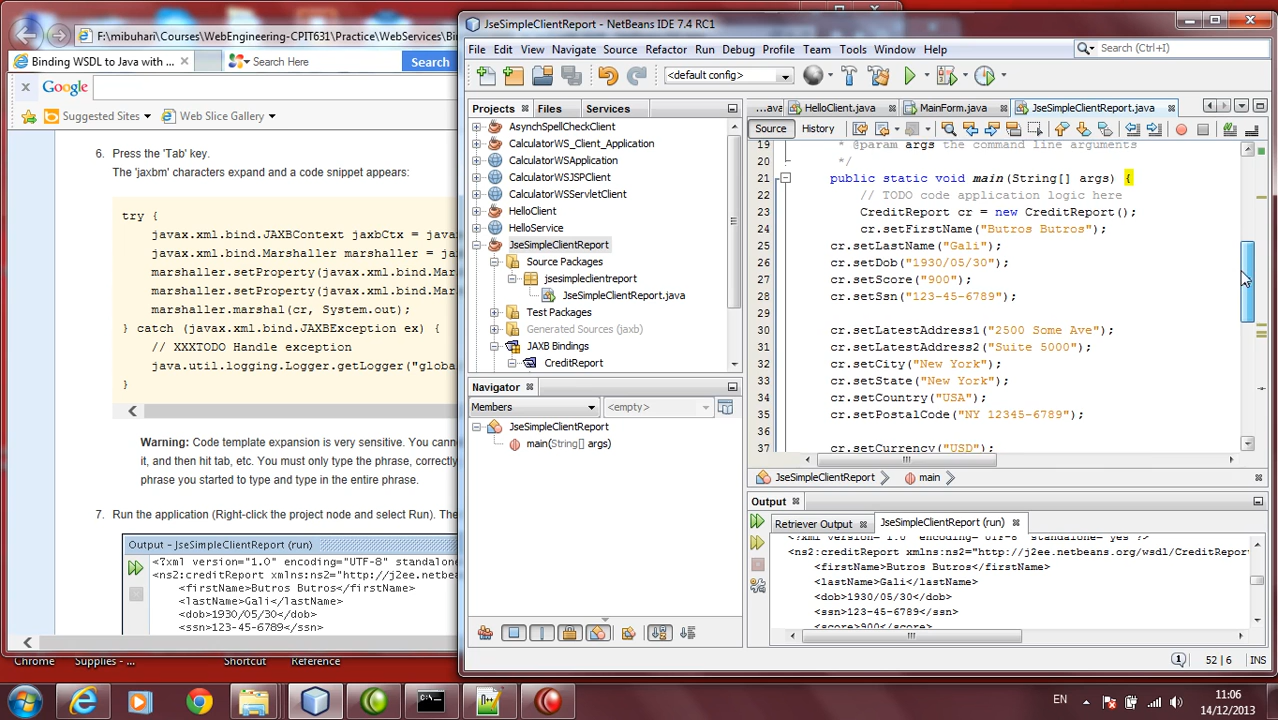 F:\mibuhari\Courses\WebEngineering-CPIT631\Practice\WebServices\Bin
Binding WSDL to Java with ...
Search Here
Search
Google
Suggested Sites
Web Slice Gallery
6. Press the 'Tab' key.
The 'jaxbm' characters expand and a code snippet appears:
try {
javax.xml.bind.JAXBContext jaxbCtx = java
javax.xml.bind.Marshaller marshaller = ja
marshaller.setProperty(javax.xml.bind.Mar
marshaller.setProperty(javax.xml.bind.Mar
marshaller.marshal(cr, System.out);
} catch (javax.xml.bind.JAXBException ex) {
// XXXTODO Handle exception
java.util.logging.Logger.getLogger("globa
}
Warning: Code template expansion is very sensitive. You canno
it, and then hit tab, etc. You must only type the phrase, correctly
phrase you started to type and type in the entire phrase.
7. Run the application (Right-click the project node and select Run). The
Output - JseSimpleClientReport (run)
<?xml version="1.0" encoding="UTF-8" standalone=
<ns2:creditReport xmlns:ns2="http://j2ee.netbea
<firstName>Butros Butros</firstName>
<lastName>Gali</lastName>
<dob>1930/05/30</dob>
<ssn>123-45-6789</ssn>
Chrome
Supplies - ...
Shortcut
Reference
JseSimpleClientReport - NetBeans IDE 7.4 RC1
File Edit View Navigate Source Refactor Run Debug Profile Team Tools Window Help
Search (Ctrl+I)
<default config>
Projects
Files
Services
AsynchSpellCheckClient
CalculatorWS_Client_Application
CalculatorWSApplication
CalculatorWSJSPClient
CalculatorWSServletClient
HelloClient
HelloService
JseSimpleClientReport
Source Packages
jsesimpleclientreport
JseSimpleClientReport.java
Test Packages
Generated Sources (jaxb)
JAXB Bindings
CreditReport
Navigator
Members
<empty>
JseSimpleClientReport
main(String[] args)
...ava
HelloClient.java
MainForm.java
JseSimpleClientReport.java
Source
History
19 * @param args the command line arguments
20 */
21 public static void main(String[] args) {
22 // TODO code application logic here
23 CreditReport cr = new CreditReport();
24 cr.setFirstName("Butros Butros");
25 cr.setLastName("Gali");
26 cr.setDob("1930/05/30");
27 cr.setScore("900");
28 cr.setSsn("123-45-6789");
29
30 cr.setLatestAddress1("2500 Some Ave");
31 cr.setLatestAddress2("Suite 5000");
32 cr.setCity("New York");
33 cr.setState("New York");
34 cr.setCountry("USA");
35 cr.setPostalCode("NY 12345-6789");
37 cr.setCurrency("USD");
JseSimpleClientReport
main
Output
Retriever Output
JseSimpleClientReport (run)
<?xml version="1.0" encoding="UTF-8" standalone="yes"?>
<ns2:creditReport xmlns:ns2="http://j2ee.netbeans.org/wsdl/CreditRepor
<firstName>Butros Butros</firstName>
<lastName>Gali</lastName>
<dob>1930/05/30</dob>
<ssn>123-45-6789</ssn>
<score>900</score>
52 | 6
INS
EN
11:06
14/12/2013